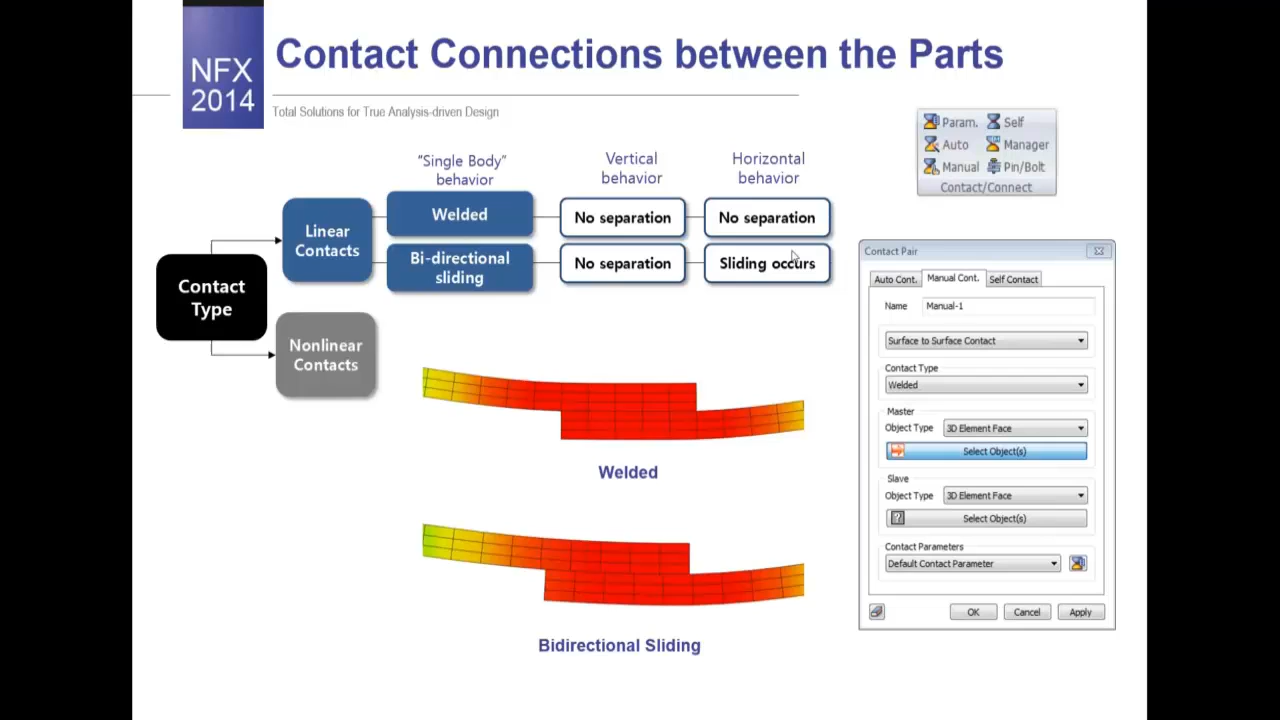 NFX
2014
Contact Connections between the Parts
Total Solutions for True Analysis-driven Design
Param. Self
Auto Manager
Manual Pin/Bolt
Contact/Connect
"Single Body"
behavior
Vertical
behavior
Horizontal
behavior
Contact
Type
Linear
Contacts
Welded
No separation
No separation
Bi-directional
sliding
No separation
Sliding occurs
Nonlinear
Contacts
Welded
Bidirectional Sliding
Contact Pair
Auto Cont. Manual Cont. Self Contact
Name Manual-1
Surface to Surface Contact
Contact Type
Welded
Master
Object Type 3D Element Face
Select Object(s)
Slave
Object Type 3D Element Face
Select Object(s)
Contact Parameters
Default Contact Parameter
OK Cancel Apply